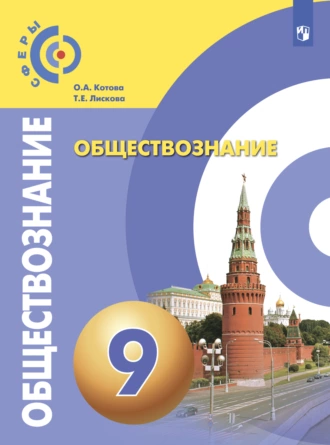 СФЕРЫ
О.А. Котова
Т.Е. Лискова
ОБЩЕСТВОЗНАНИЕ
ОБЩЕСТВОЗНАНИЕ
9